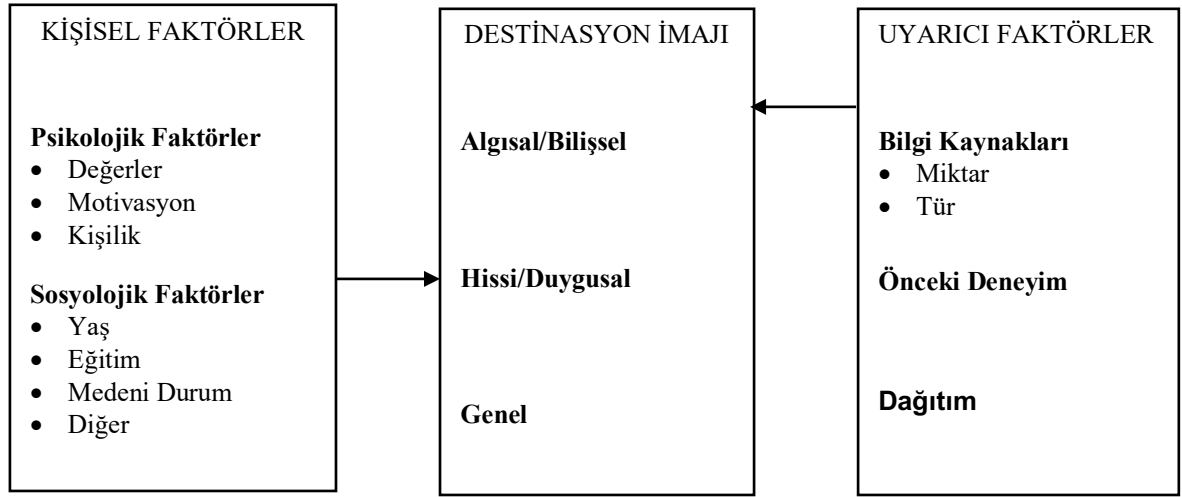 KİŞİSEL FAKTÖRLER
Psikolojik Faktörler
• Değerler
• Motivasyon
• Kişilik
Sosyolojik Faktörler
• Yaş
• Eğitim
• Medeni Durum
• Diğer
DESTİNASYON İMAJI
Algısal/Bilişsel
Hissi/Duygusal
Genel
UYARICI FAKTÖRLER
Bilgi Kaynakları
• Miktar
• Tür
Önceki Deneyim
Dağıtım